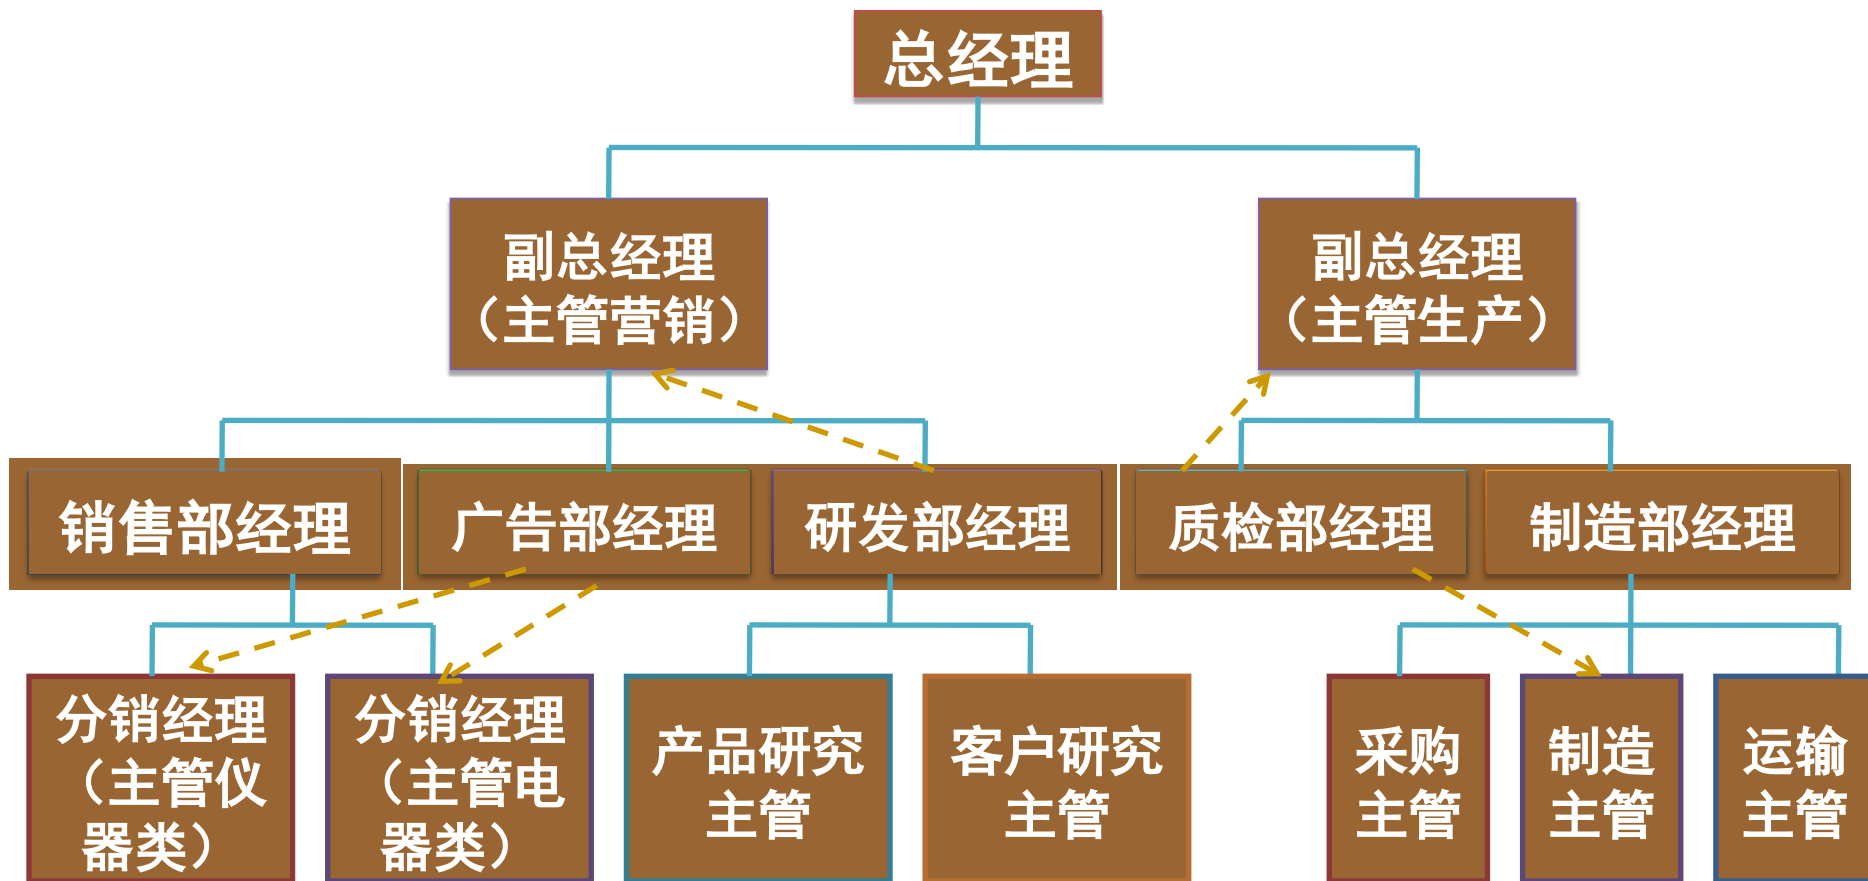 总经理
副总经理
（主管营销）
副总经理
（主管生产）
销售部经理
广告部经理
研发部经理
质检部经理
制造部经理
分销经理
（主管仪
器类）
分销经理
（主管电
器类）
产品研究
主管
客户研究
主管
采购
主管
制造
主管
运输
主管